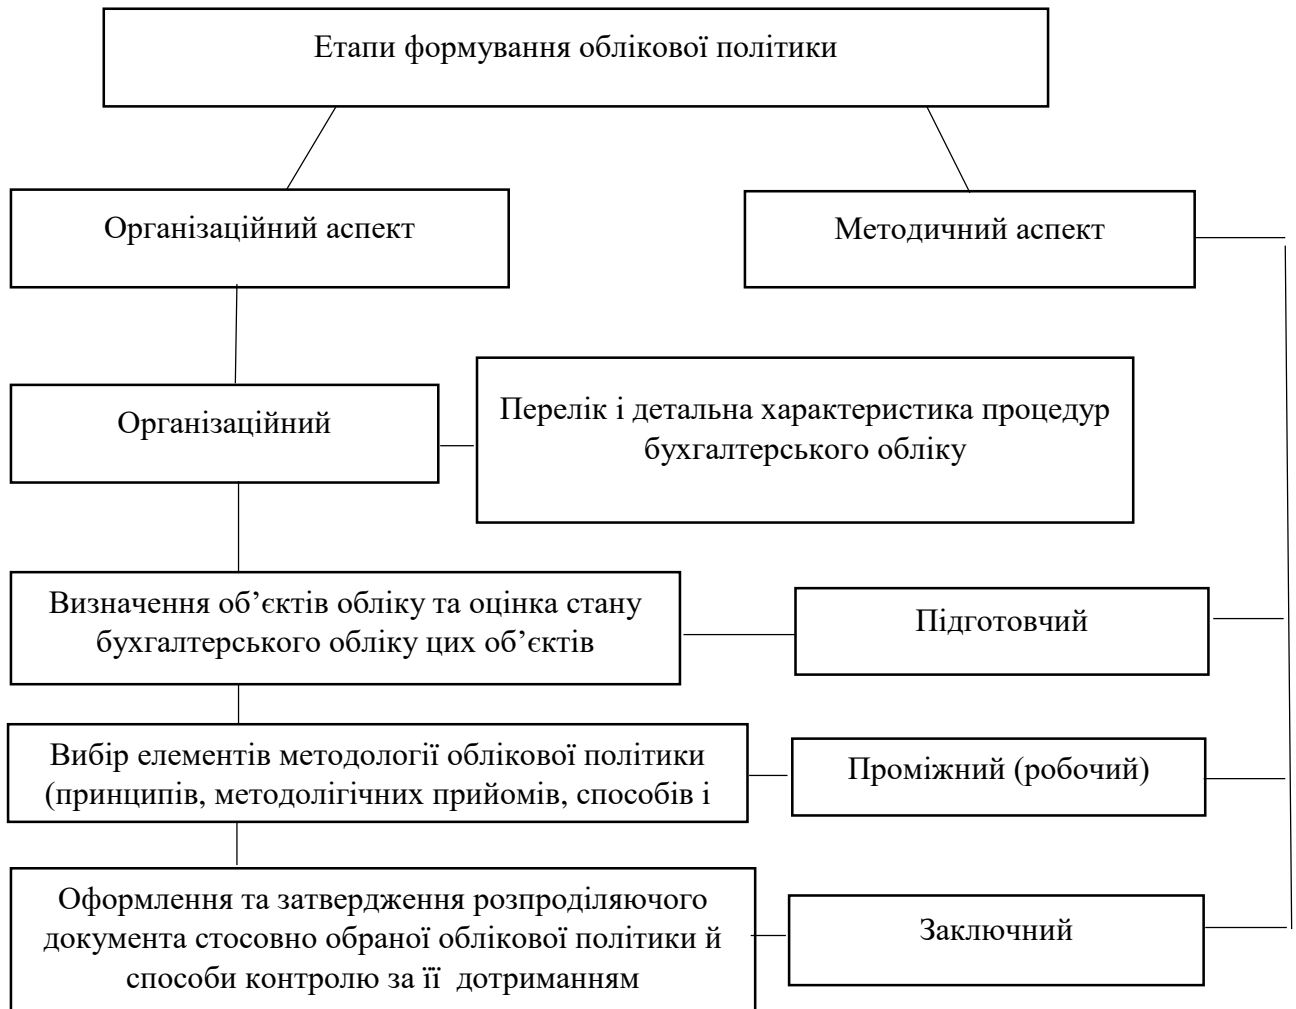 Етапи формування облікової політики
Організаційний аспект
Методичний аспект
Організаційний
Перелік і детальна характеристика процедур
бухгалтерського обліку
Визначення об’єктів обліку та оцінка стану
бухгалтерського обліку цих об’єктів
Підготовчий
Вибір елементів методології облікової політики
(принципів, методолігічних прийомів, способів і
Проміжний (робочий)
Оформлення та затвердження розпроділяючого
документа стосовно обраної облікової політики й
способи контролю за її дотриманням
Заключний